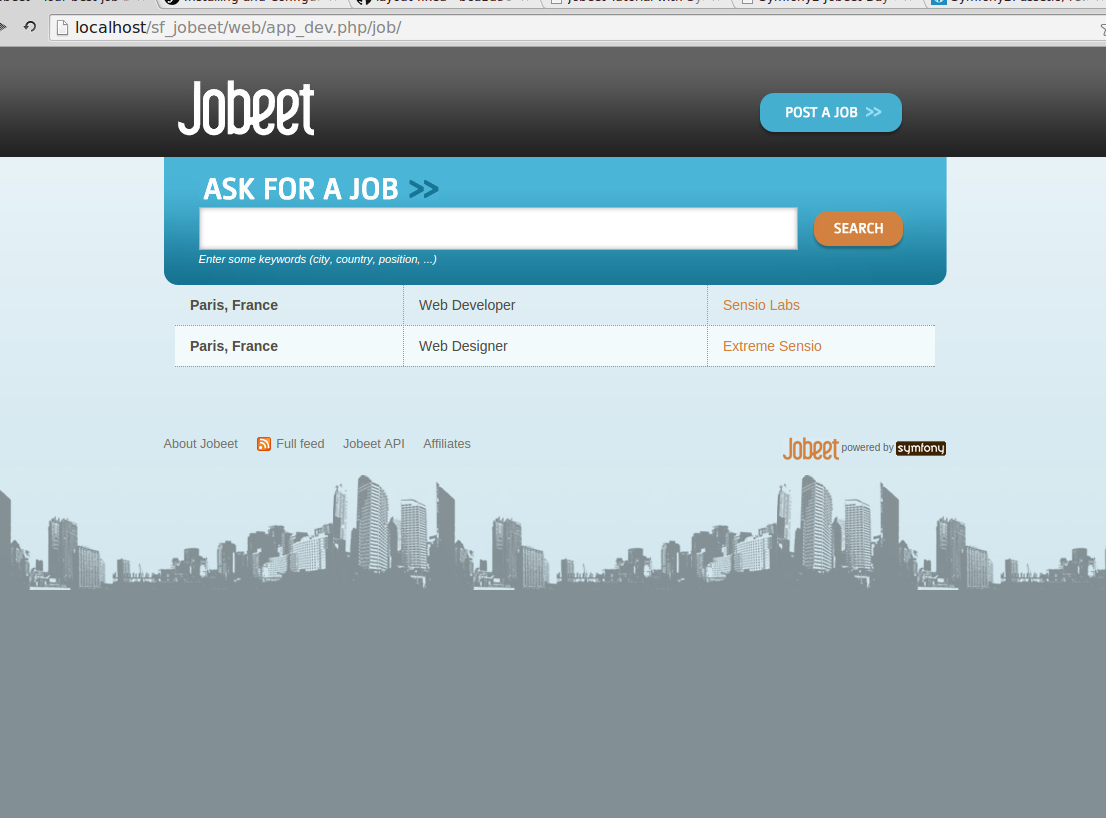 localhost/sf_jobeet/web/app_dev.php/job/
Jobeet
POST A JOB >>
ASK FOR A JOB >>
SEARCH
Enter some keywords (city, country, position, ...)
Paris, France Web Developer Sensio Labs
Paris, France Web Designer Extreme Sensio
About Jobeet Full feed Jobeet API Affiliates Jobeet powered by symfony